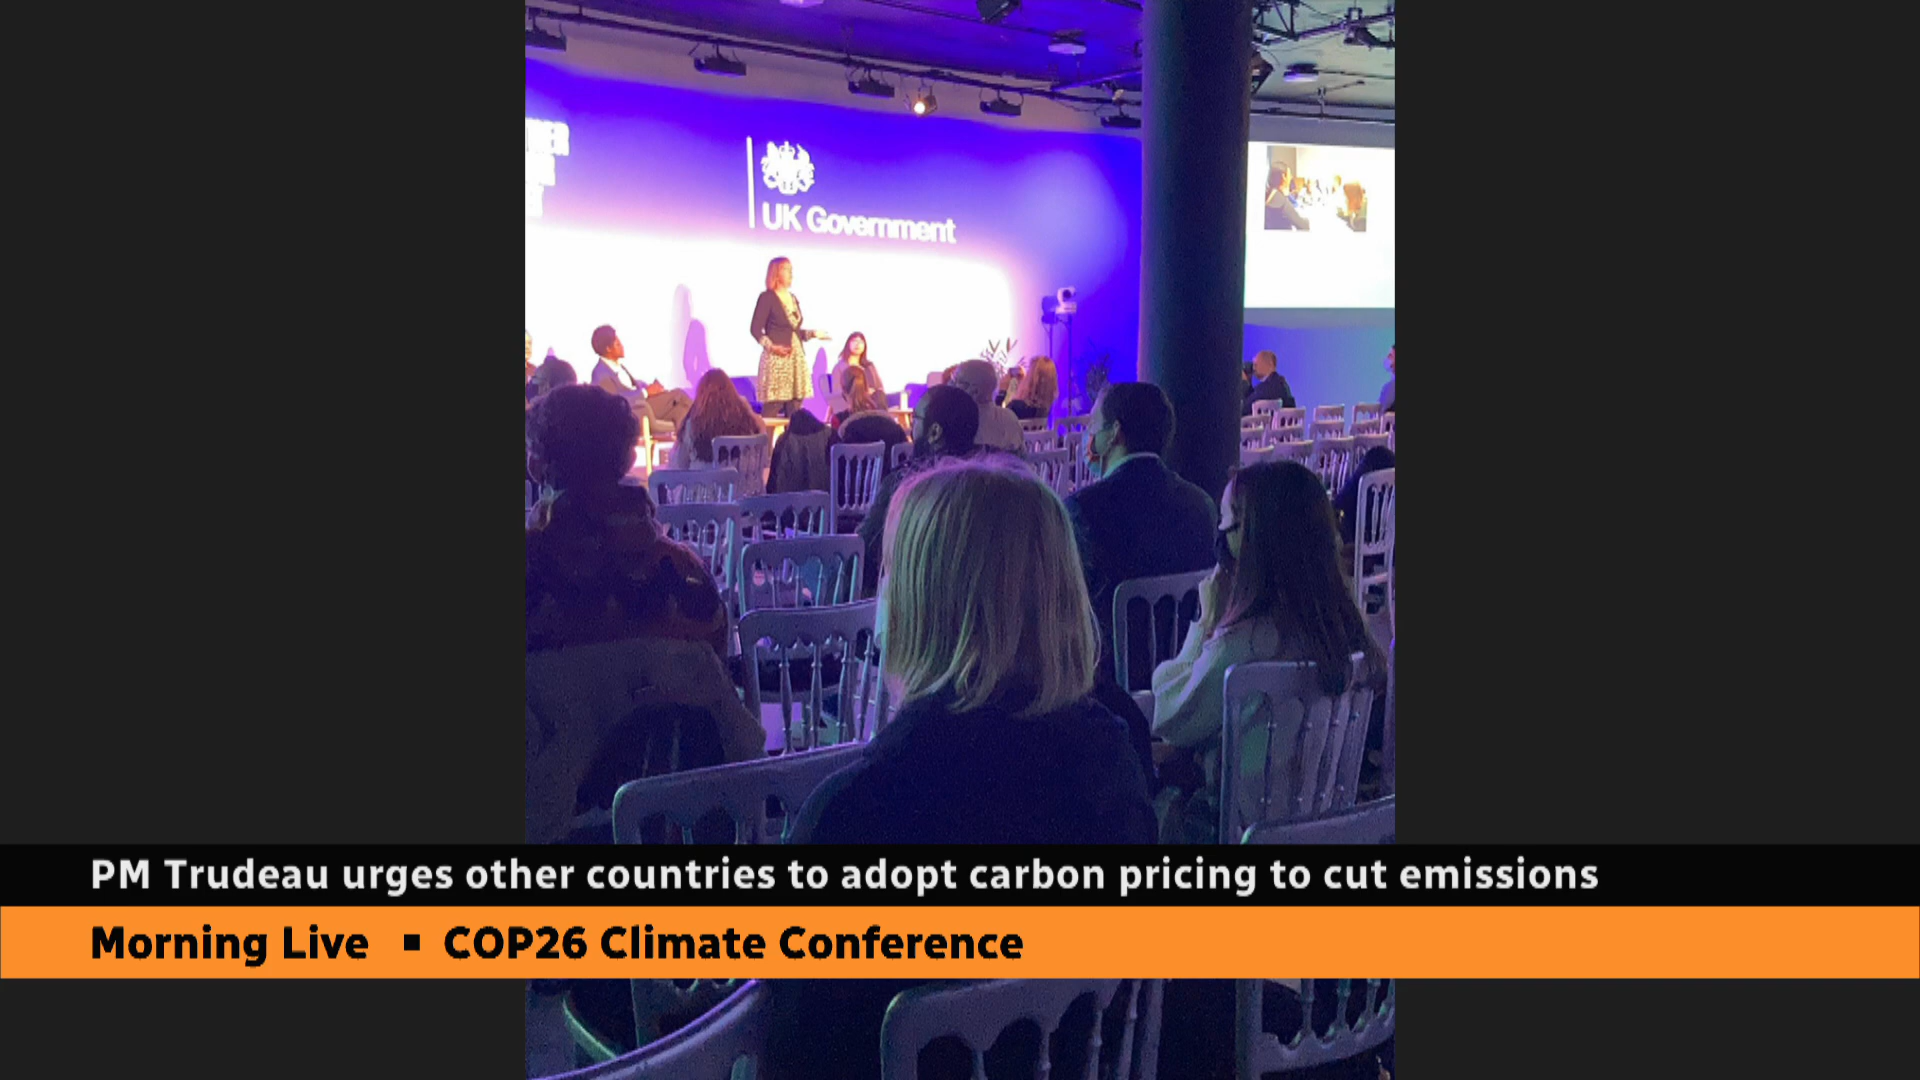 UK Government
PM Trudeau urges other countries to adopt carbon pricing to cut emissions
Morning Live ▪ COP26 Climate Conference